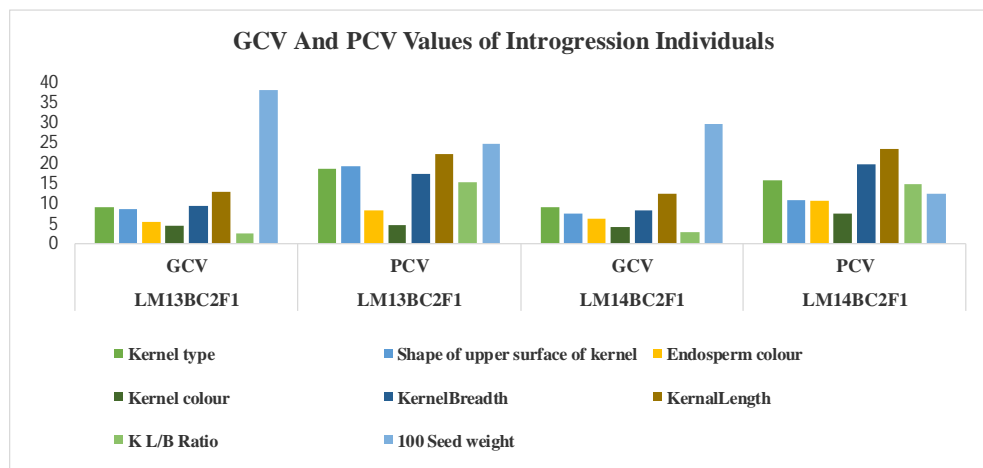 GCV And PCV Values of Introgression Individuals
40
35
30
25
20
15
10
5
0
GCV PCV GCV PCV
LM13BC2F1 LM13BC2F1 LM14BC2F1 LM14BC2F1
Kernel type Shape of upper surface of kernel Endosperm colour
Kernel colour KernelBreadth KernalLength
K L/B Ratio 100 Seed weight